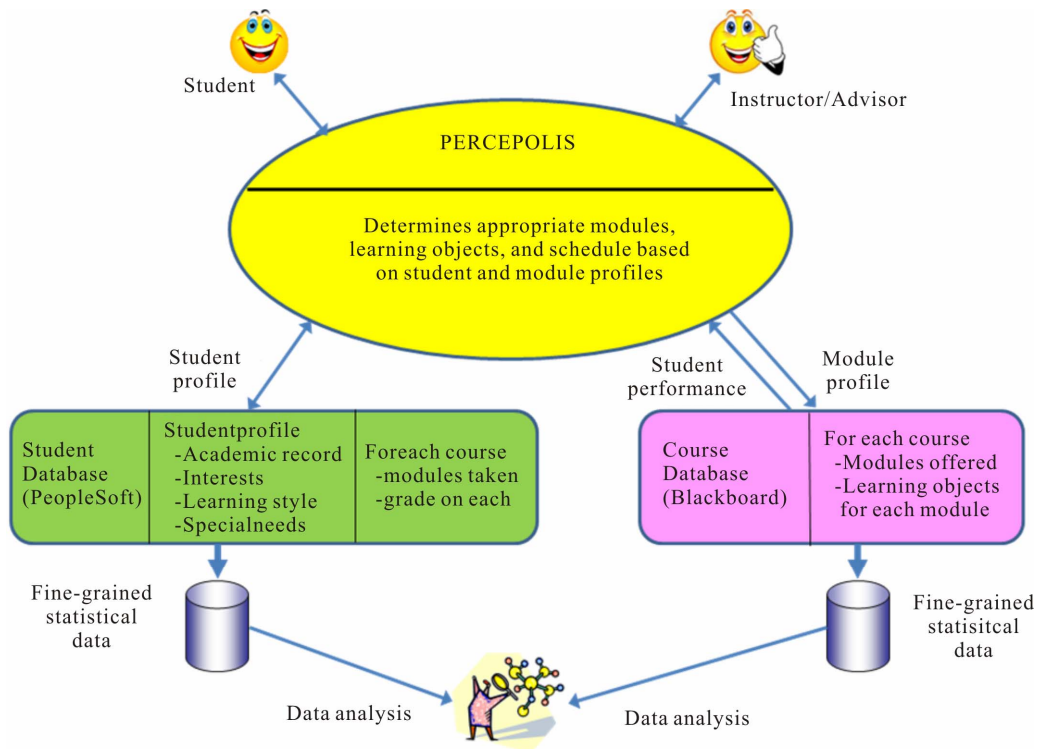 Student
Instructor/Advisor
PERCEPOLIS
Determines appropriate modules,
learning objects, and schedule based
on student and module profiles
Student
profile
Student
performance
Module
profile
Student
Database
(PeopleSoft)
Studentprofile
-Academic record
-Interests
-Learning style
-Specialneeds
Foreach course
-modules taken
-grade on each
Course
Database
(Blackboard)
For each course
-Modules offered
-Learning objects
for each module
Fine-grained
statistical
data
Fine-grained
statisitcal
data
Data analysis
Data analysis